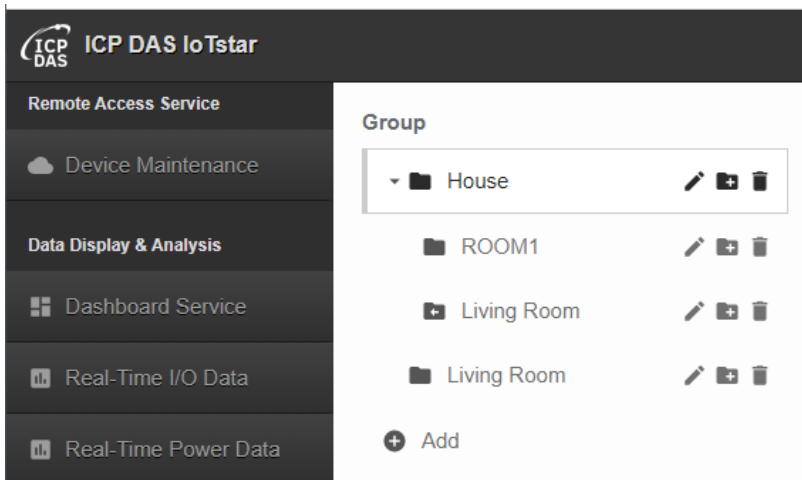 ICP DAS
ICP DAS IoTstar
Remote Access Service
Device Maintenance
Data Display & Analysis
Dashboard Service
Real-Time I/O Data
Real-Time Power Data
Group
House
ROOM1
Living Room
Living Room
Add